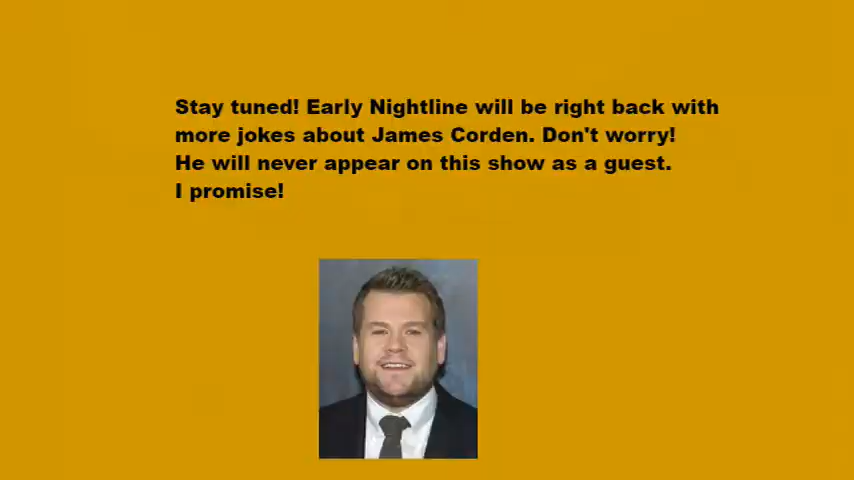 Stay tuned! Early Nightline will be right back with
more jokes about James Corden. Don't worry!
He will never appear on this show as a guest.
I promise!